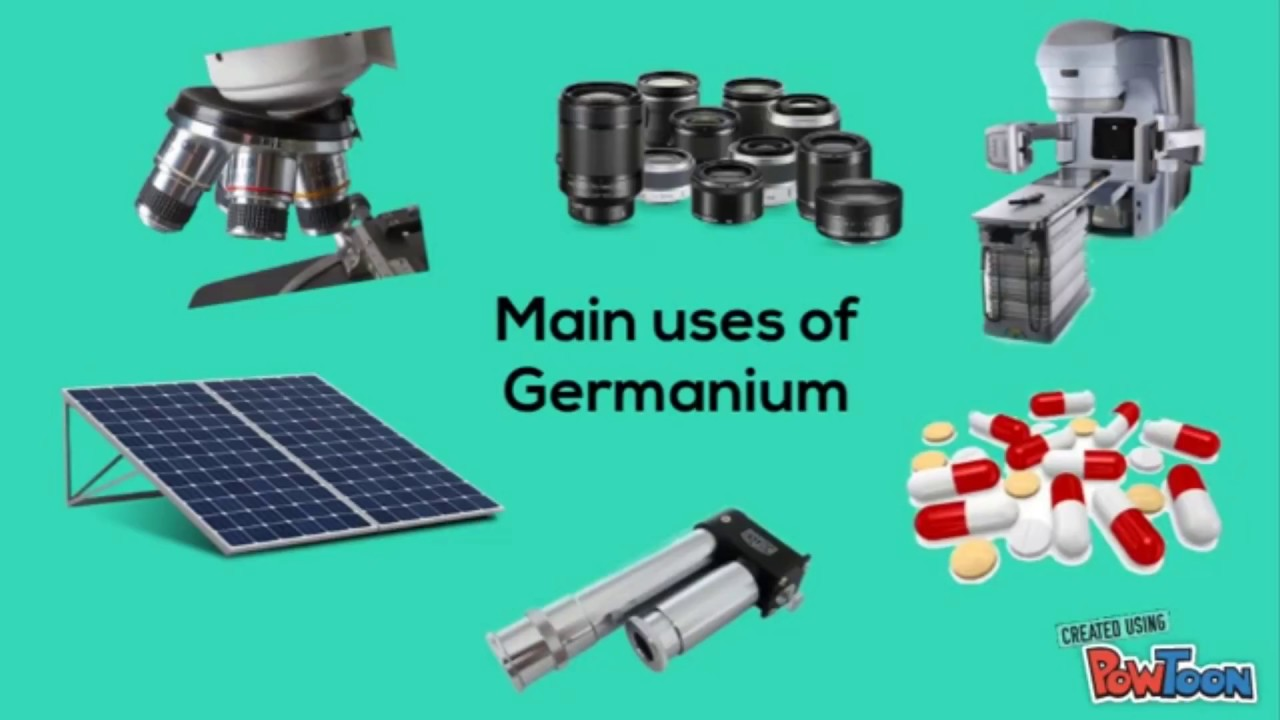 Main uses of
Germanium
CREATED USING
POWTOON